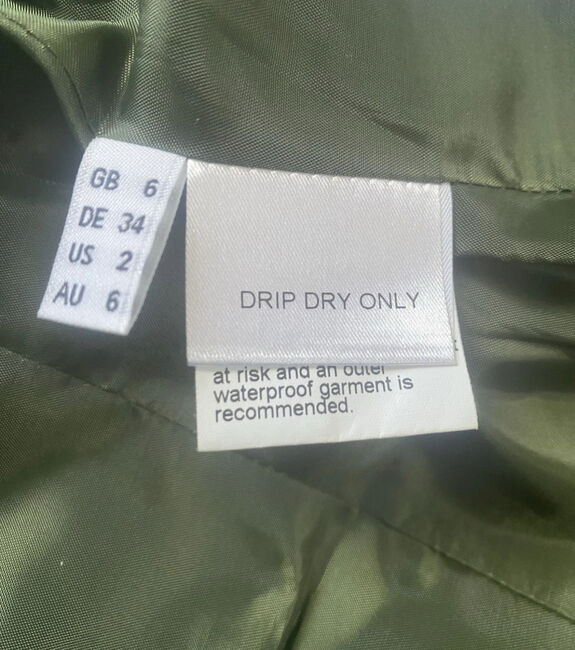 GB 6
DE 34
US 2
AU 6
DRIP DRY ONLY
at risk and an outer
waterproof garment is
recommended.